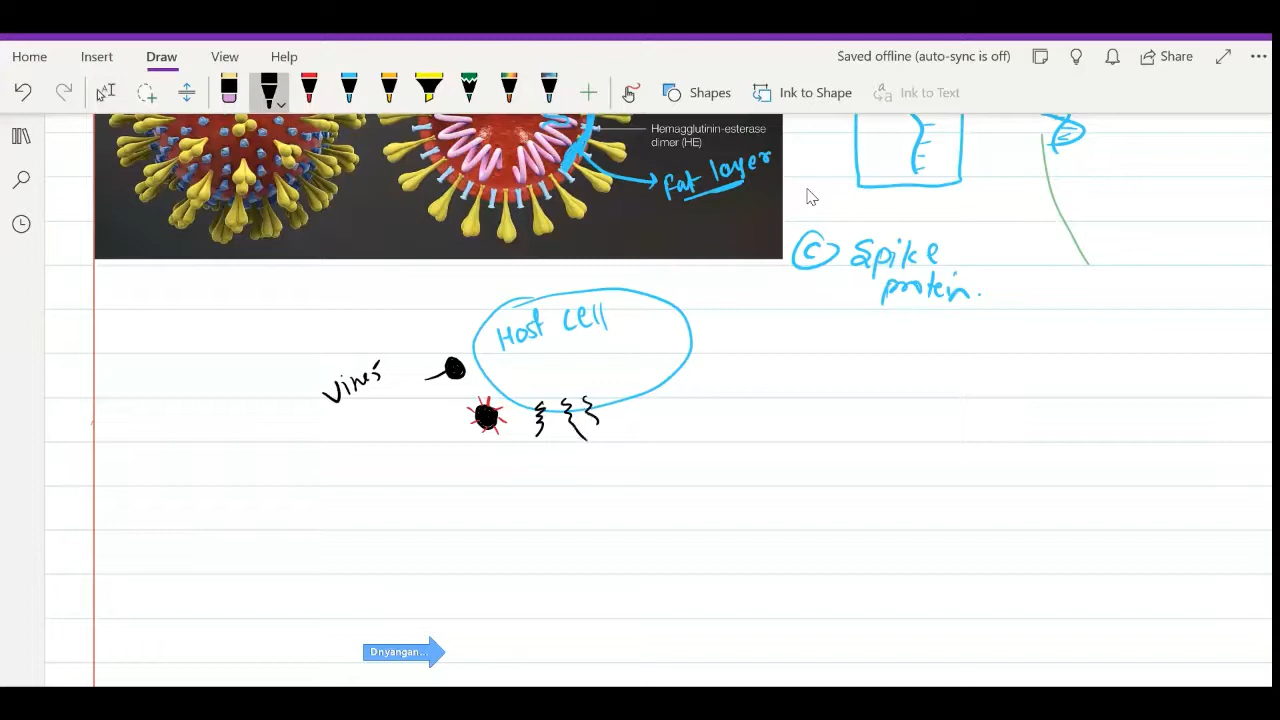 Home Insert Draw View Help
Saved offline (auto-sync is off)
Share
Shapes
Ink to Shape
Ink to Text
Hemagglutinin-esterase
dimer (HE)
Fat layer
C Spike
protein.
Host cell
Dnyangan...